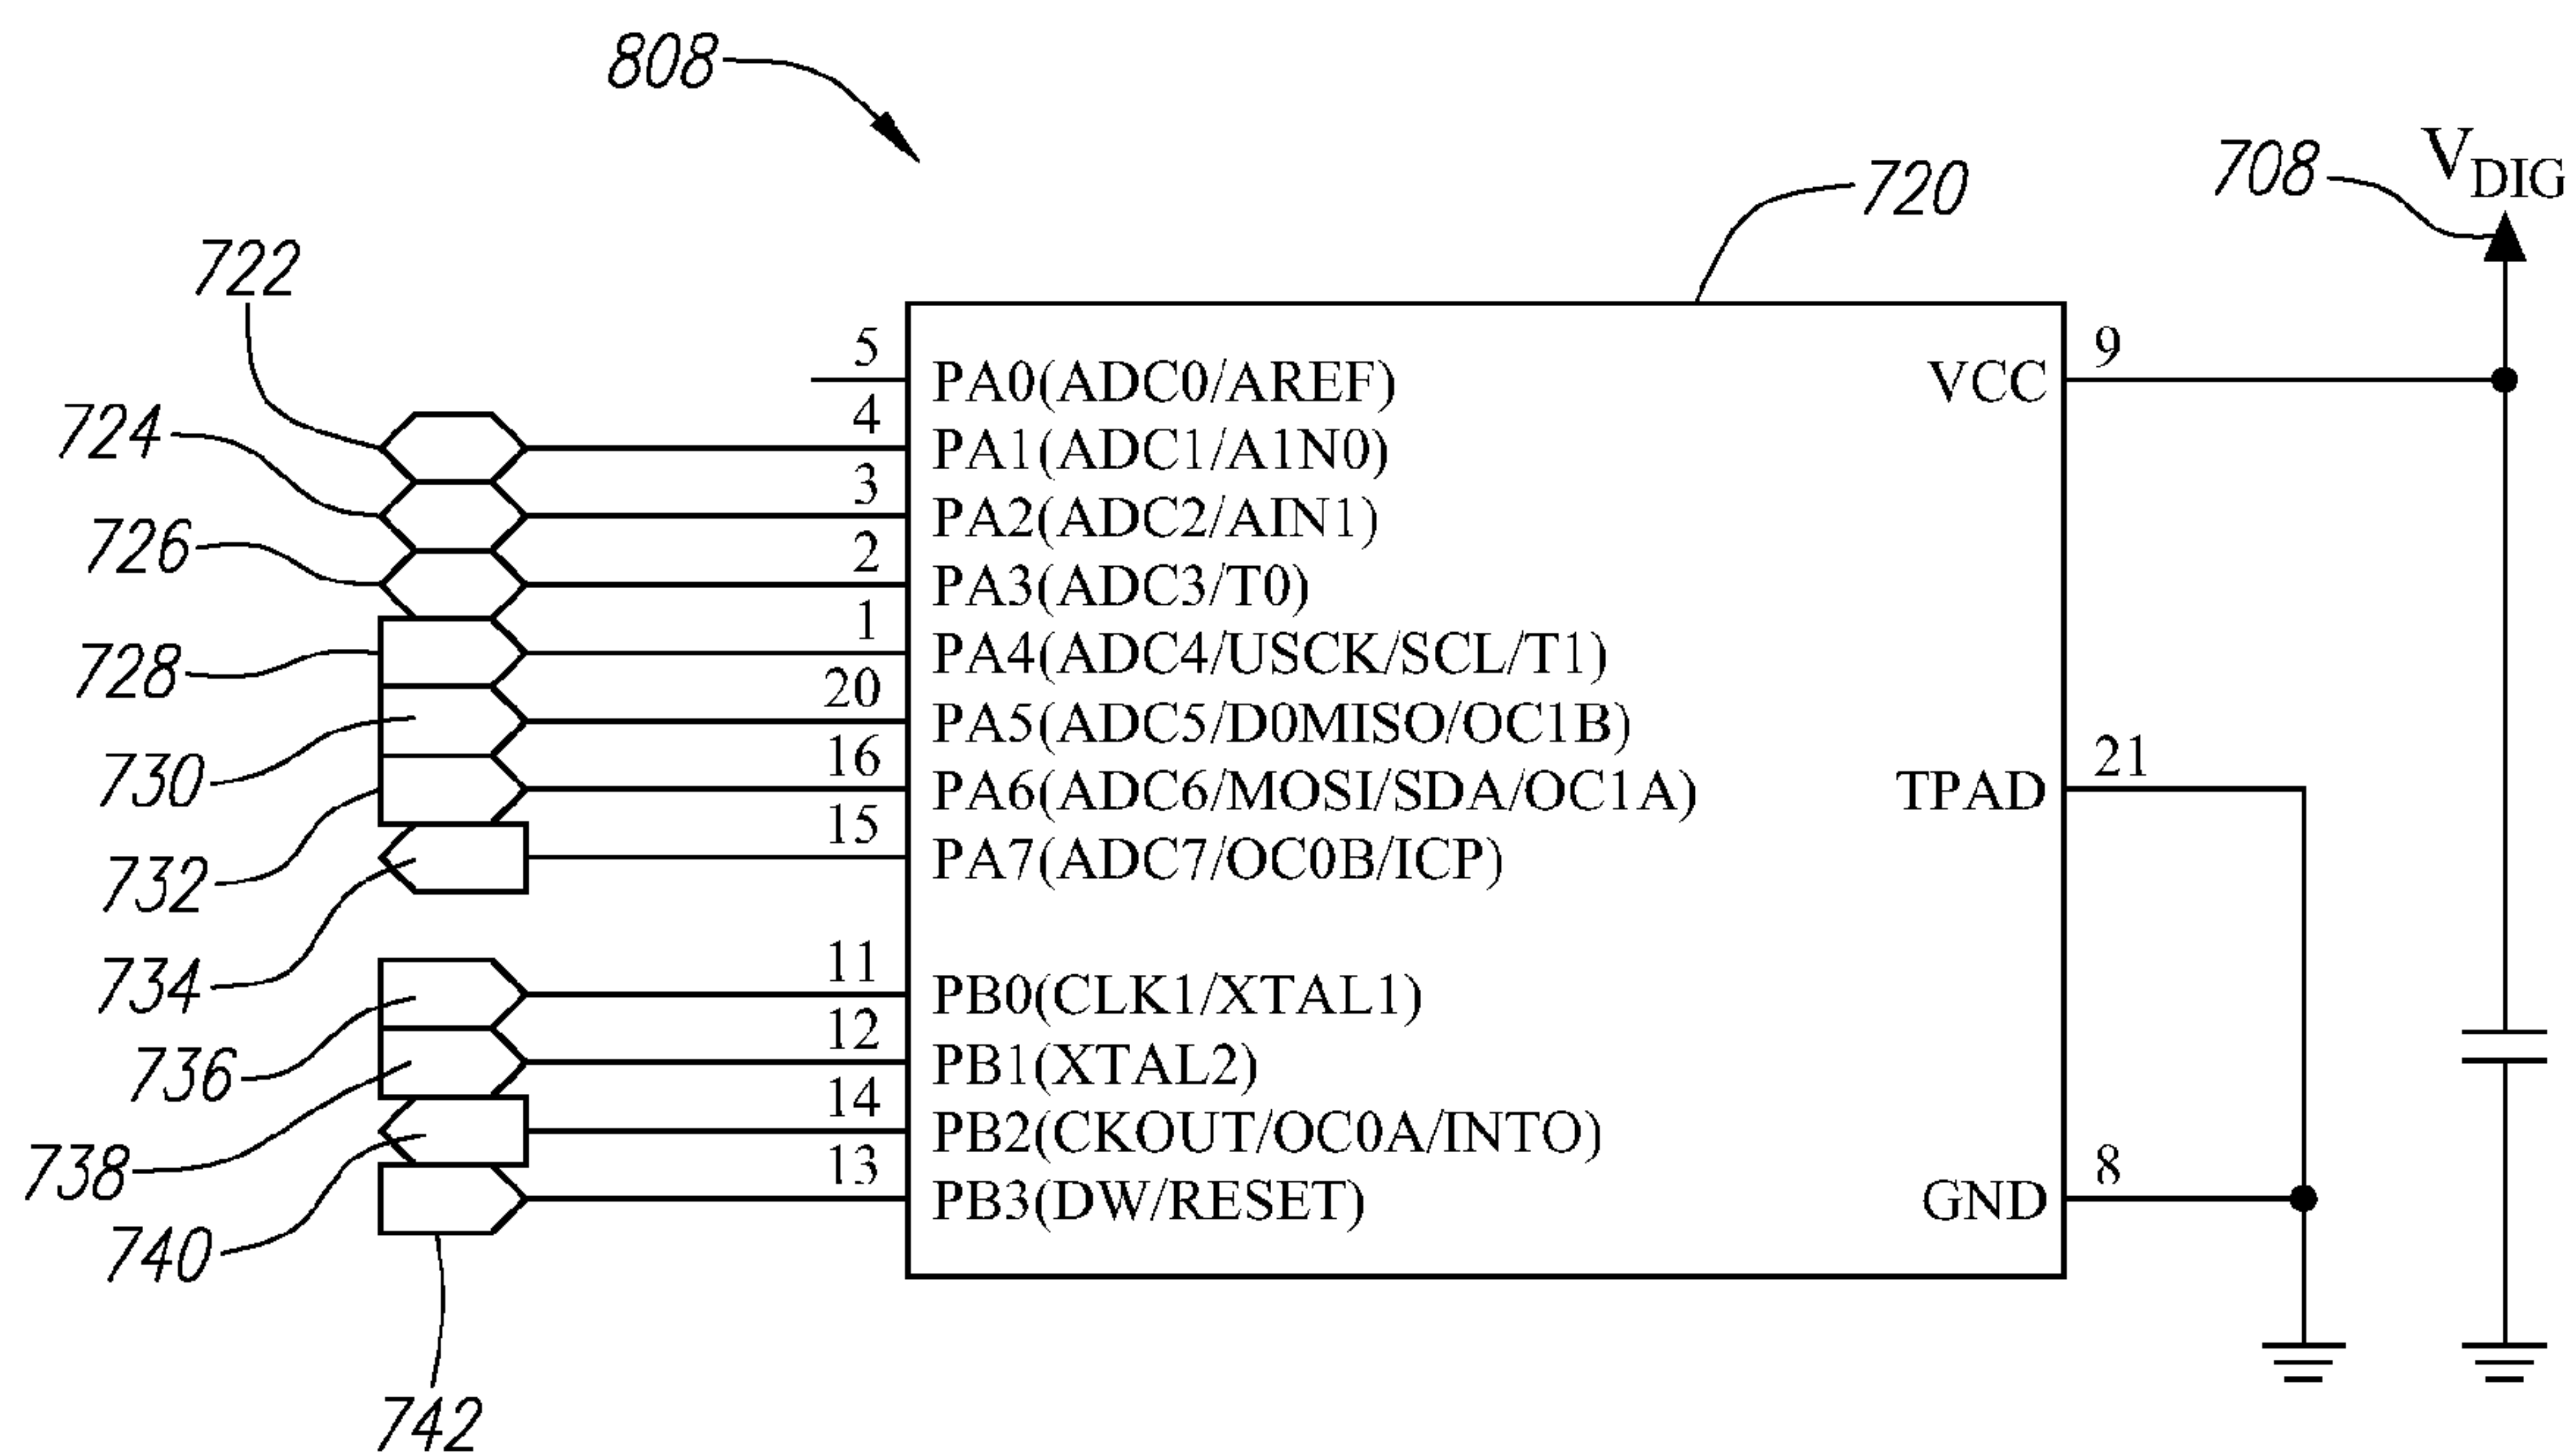 808
708
V_DIG
720
722
724
726
728
730
732
734
736
738
740
742
5 PA0(ADC0/AREF)
4 PA1(ADC1/A1N0)
3 PA2(ADC2/AIN1)
2 PA3(ADC3/T0)
1 PA4(ADC4/USCK/SCL/T1)
20 PA5(ADC5/D0MISO/OC1B)
16 PA6(ADC6/MOSI/SDA/OC1A)
15 PA7(ADC7/OC0B/ICP)
11 PB0(CLK1/XTAL1)
12 PB1(XTAL2)
14 PB2(CKOUT/OC0A/INTO)
13 PB3(DW/RESET)
VCC 9
TPAD 21
GND 8